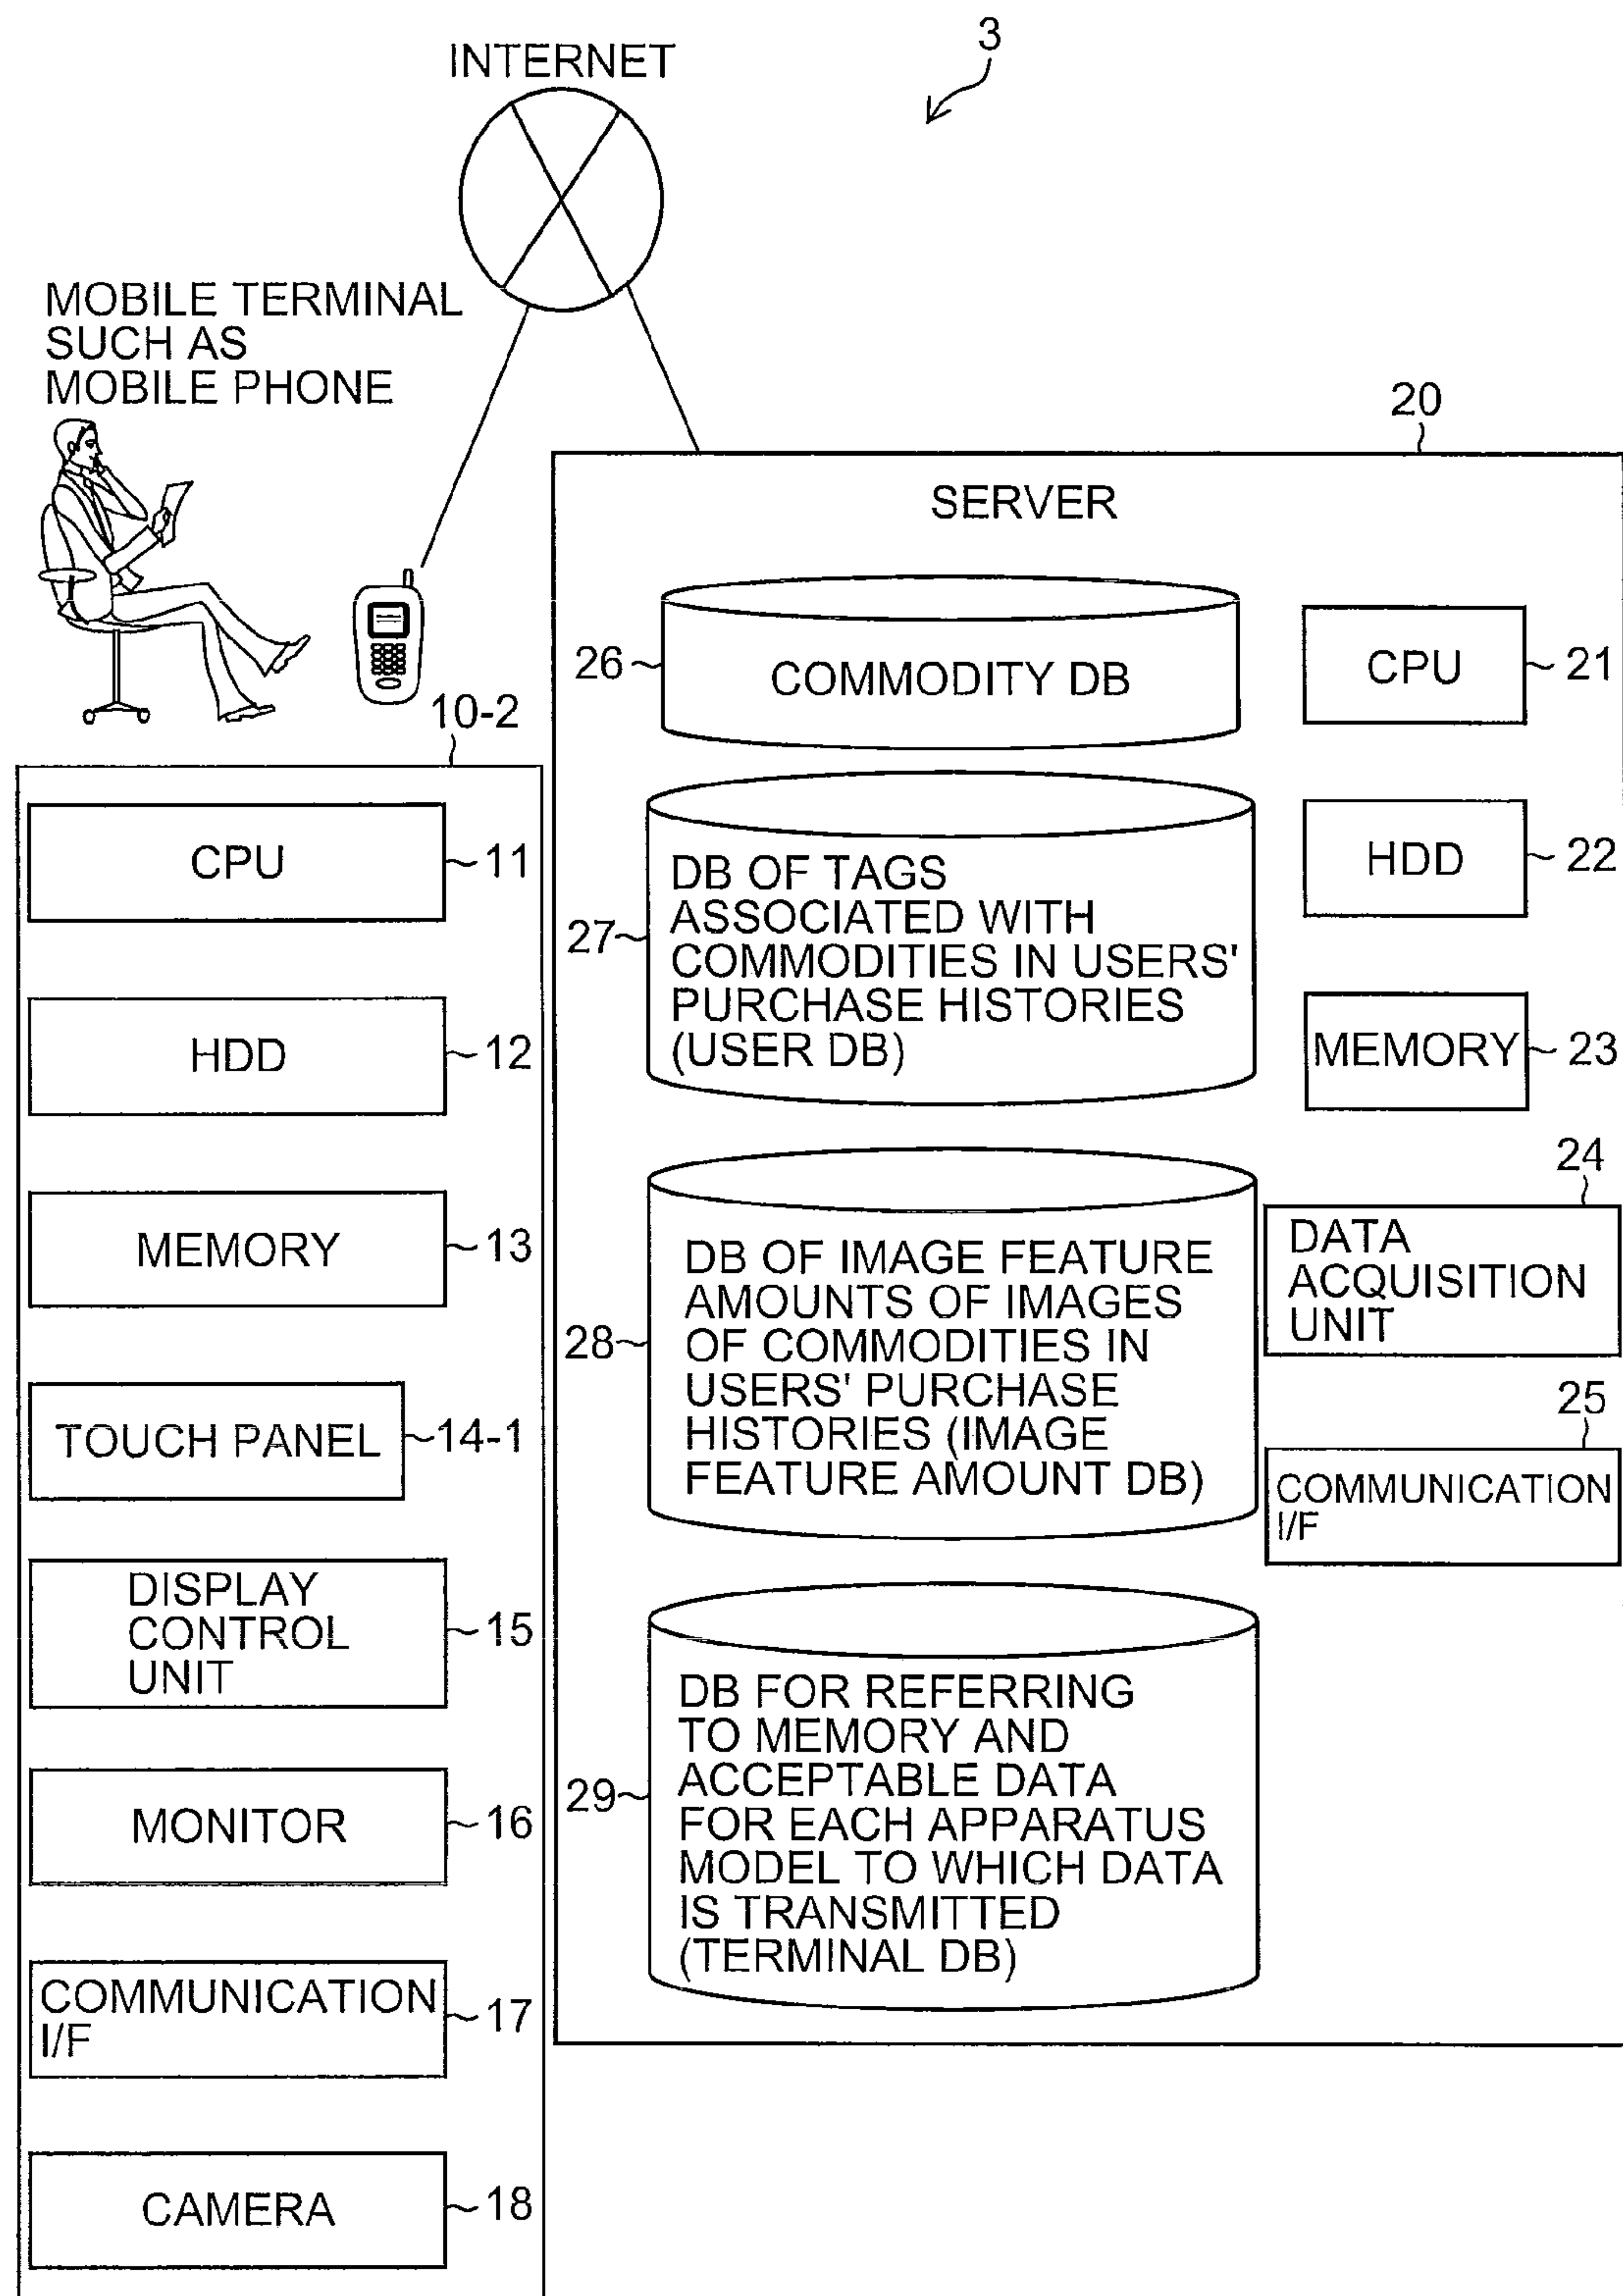 3
INTERNET
MOBILE TERMINAL
SUCH AS
MOBILE PHONE
10-2
CPU
11
HDD
12
MEMORY
13
TOUCH PANEL
14-1
DISPLAY
CONTROL
UNIT
15
MONITOR
16
COMMUNICATION
I/F
17
CAMERA
18
20
SERVER
26
COMMODITY DB
27
DB OF TAGS
ASSOCIATED WITH
COMMODITIES IN USERS'
PURCHASE HISTORIES
(USER DB)
28
DB OF IMAGE FEATURE
AMOUNTS OF IMAGES
OF COMMODITIES IN
USERS' PURCHASE
HISTORIES (IMAGE
FEATURE AMOUNT DB)
29
DB FOR REFERRING
TO MEMORY AND
ACCEPTABLE DATA
FOR EACH APPARATUS
MODEL TO WHICH DATA
IS TRANSMITTED
(TERMINAL DB)
CPU
21
HDD
22
MEMORY
23
24
DATA
ACQUISITION
UNIT
25
COMMUNICATION
I/F